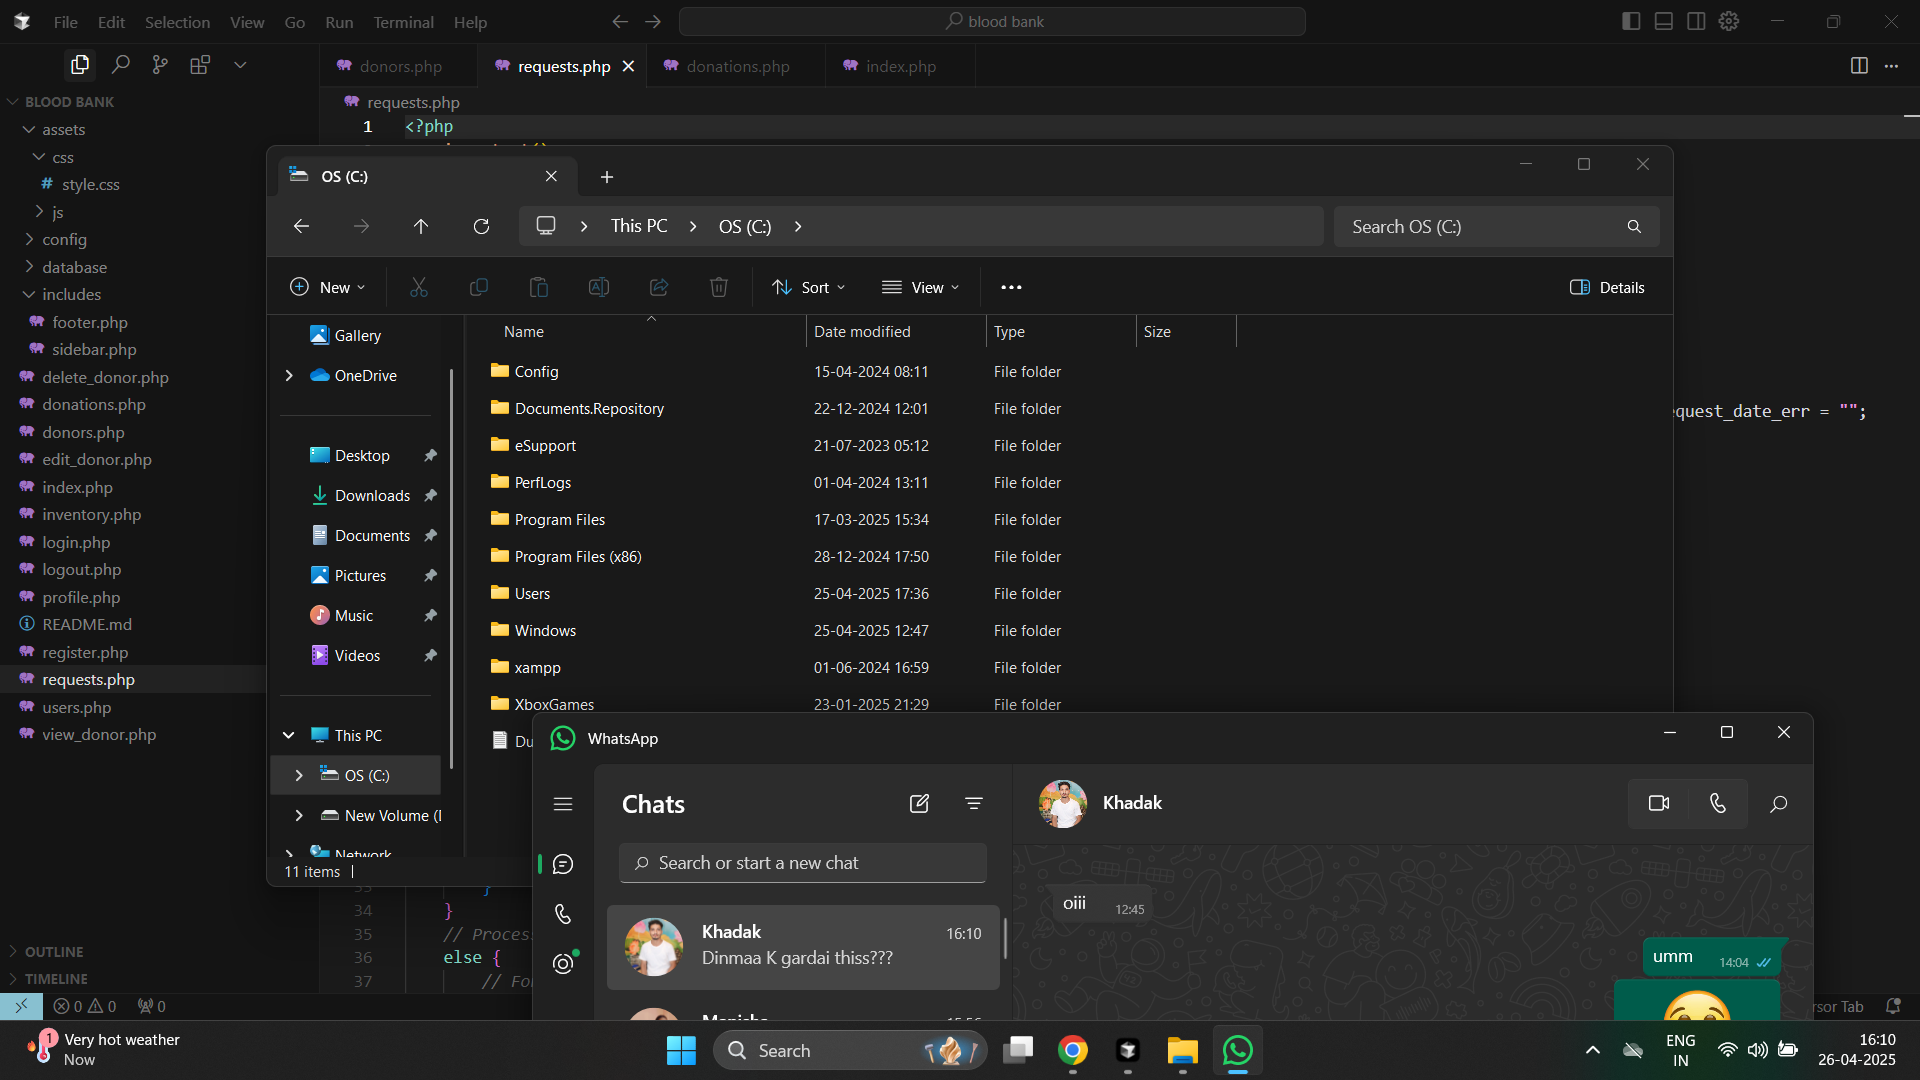 File Edit Selection View Go Run Terminal Help
blood bank
donors.php
requests.php
donations.php
index.php
BLOOD BANK
assets
css
# style.css
js
config
database
includes
footer.php
sidebar.php
delete_donor.php
donations.php
donors.php
edit_donor.php
index.php
inventory.php
login.php
logout.php
profile.php
README.md
register.php
requests.php
users.php
view_donor.php
OUTLINE
TIMELINE
0 0 0
requests.php
1 <?php
quest_date_err = "";
}
34 }
35 // Process
36 else {
37 // Fo
OS (C:)
This PC > OS (C:) >
Search OS (C:)
New
Sort
View
Details
Gallery
OneDrive
Desktop
Downloads
Documents
Pictures
Music
Videos
This PC
OS (C:)
New Volume (
Network
Name Date modified Type Size
Config 15-04-2024 08:11 File folder
Documents.Repository 22-12-2024 12:01 File folder
eSupport 21-07-2023 05:12 File folder
PerfLogs 01-04-2024 13:11 File folder
Program Files 17-03-2025 15:34 File folder
Program Files (x86) 28-12-2024 17:50 File folder
Users 25-04-2025 17:36 File folder
Windows 25-04-2025 12:47 File folder
xampp 01-06-2024 16:59 File folder
XboxGames 23-01-2025 21:29 File folder
Du
11 items
WhatsApp
Chats
Search or start a new chat
Khadak 16:10
Dinmaa K gardai thiss???
Khadak
oiii 12:45
umm 14:04
rsor Tab
1
Very hot weather
Now
Search
ENG
IN
16:10
26-04-2025